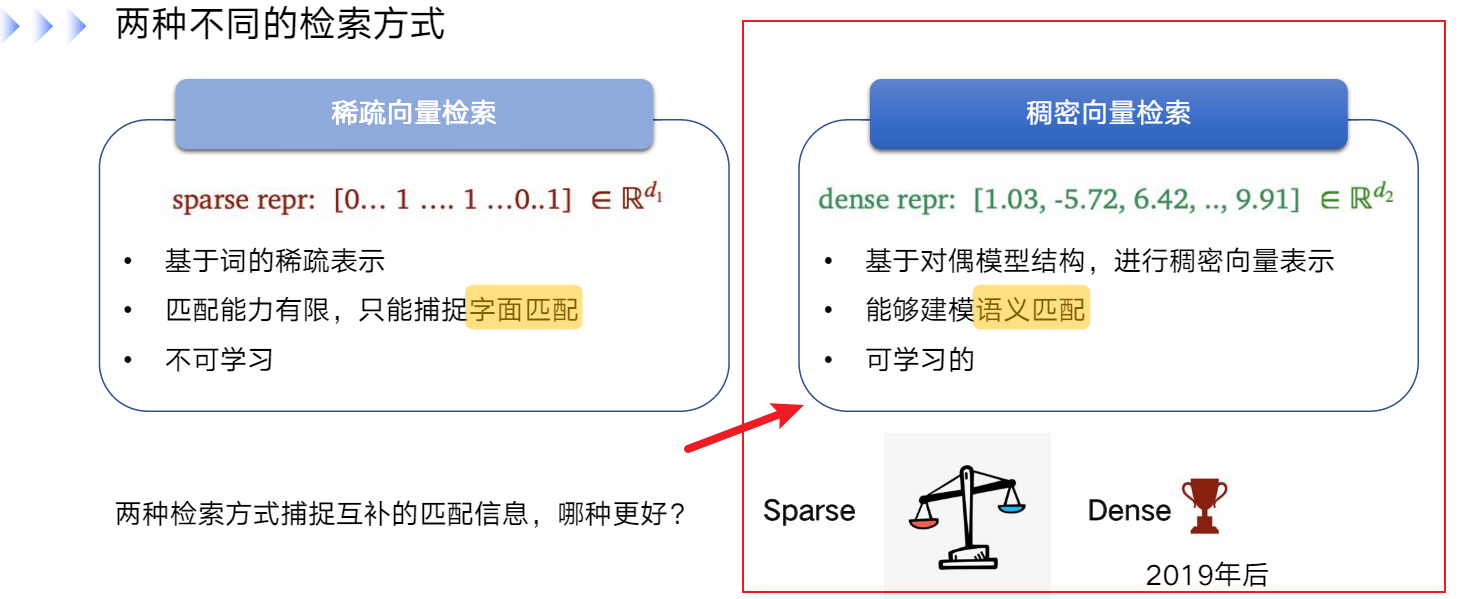 两种不同的检索方式
稀疏向量检索
sparse repr: [0… 1 …. 1 …0..1] ∈ ℝ^{d_1}
• 基于词的稀疏表示
• 匹配能力有限，只能捕捉字面匹配
• 不可学习
稠密向量检索
dense repr: [1.03, -5.72, 6.42, .., 9.91] ∈ ℝ^{d_2}
• 基于对偶模型结构，进行稠密向量表示
• 能够建模语义匹配
• 可学习的
两种检索方式捕捉互补的匹配信息，哪种更好？
Sparse
Dense
2019年后